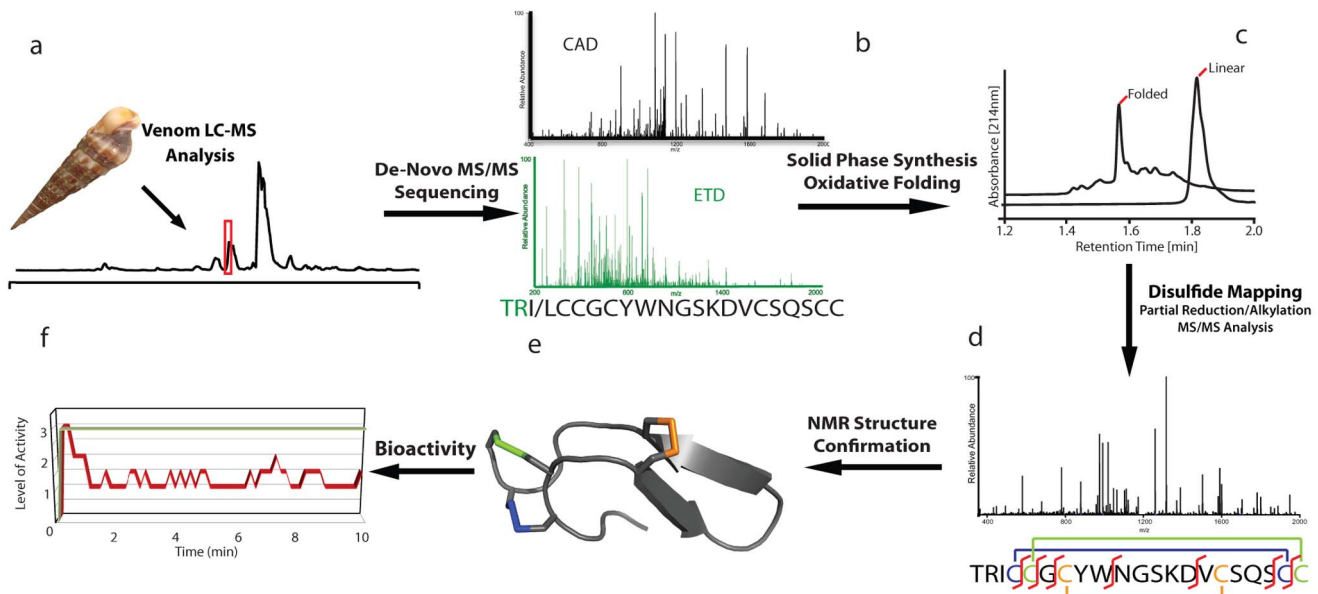 a
Venom LC-MS
Analysis
De-Novo MS/MS
Sequencing
CAD
Relative Abundance
100
400
800
1200
1600
2000
m/z
ETD
Relative Abundance
100
200
800
1400
2000
m/z
TRI/LCCGCYWNGSKDVCSQSCC
b
Solid Phase Synthesis
Oxidative Folding
c
Folded
Linear
Absorbance [214nm]
1.2
1.4
1.6
1.8
2.0
Retention Time [min]
Disulfide Mapping
Partial Reduction/Alkylation
MS/MS Analysis
d
Relative Abundance
100
400
800
1200
1600
2000
m/z
TRICCGCYWNGSKDVCSQSCC
NMR Structure
Confirmation
e
Bioactivity
f
Level of Activity
3
2
1
0
2
4
6
8
10
Time (min)